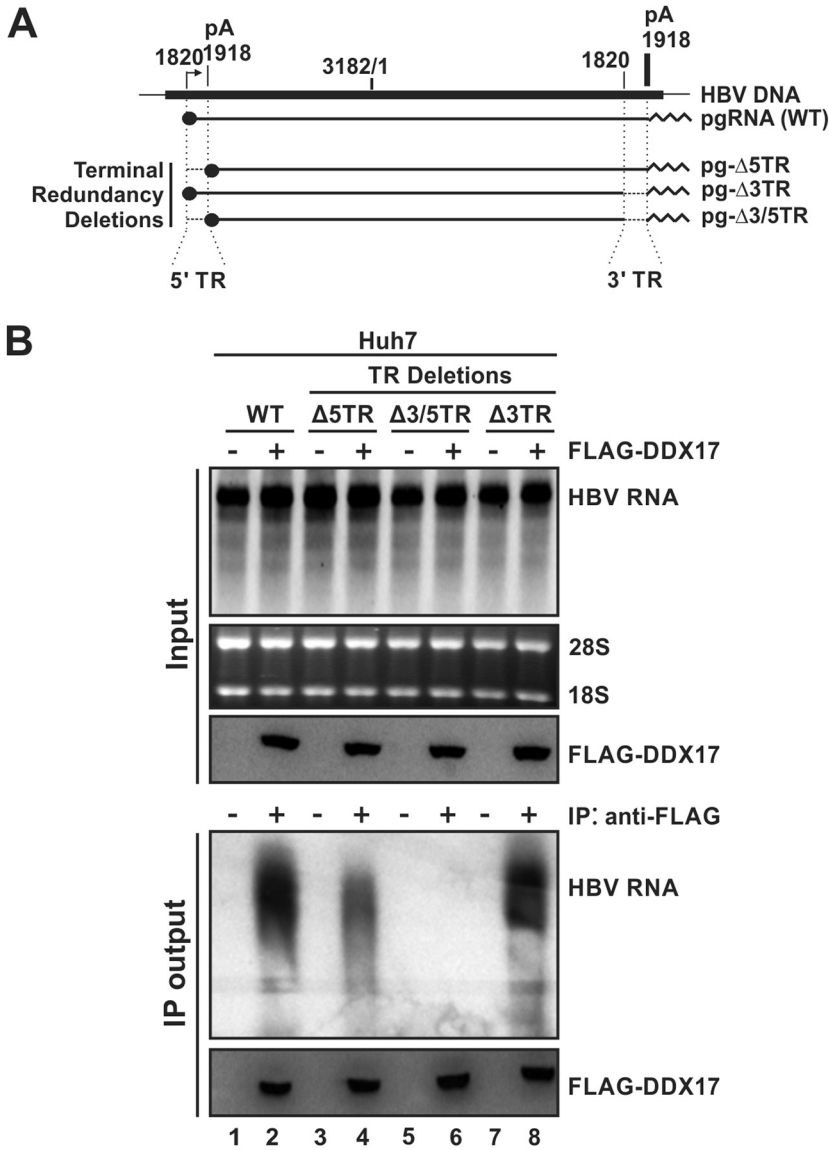 A
pA
pA
1820
1918
3182/1
1820
1918
HBV DNA
pgRNA (WT)
Terminal
Redundancy
Deletions
pg-Δ5TR
pg-Δ3TR
pg-Δ3/5TR
5' TR
3' TR
B
Huh7
TR Deletions
WT Δ5TR Δ3/5TR Δ3TR
- + - + - + - + FLAG-DDX17
Input
HBV RNA
28S
18S
FLAG-DDX17
- + - + - + - + IP: anti-FLAG
IP output
HBV RNA
FLAG-DDX17
1 2 3 4 5 6 7 8